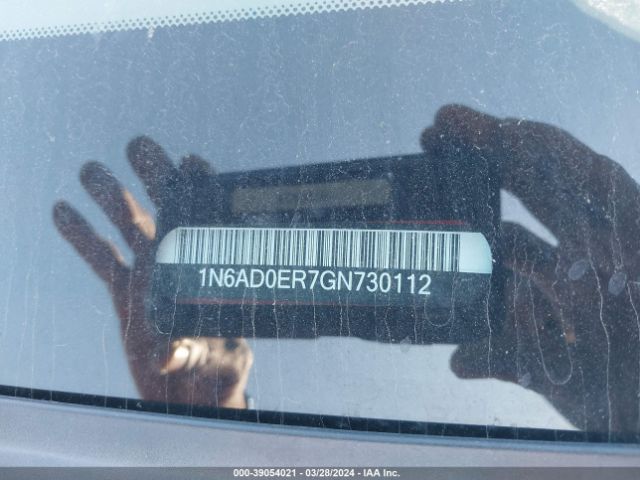 1N6AD0ER7GN730112
000-39054021 | 03/28/2024 | IAA Inc.